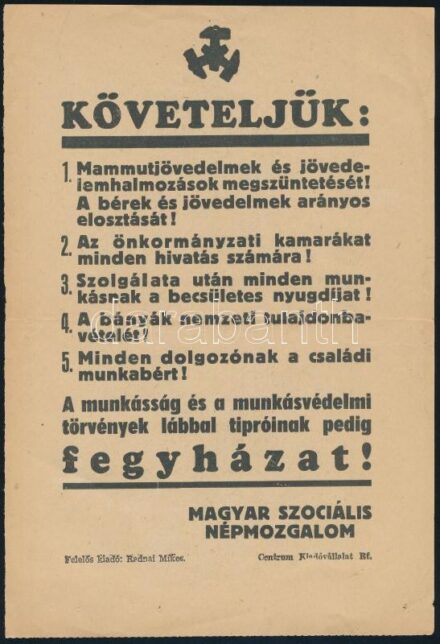 KÖVETELJÜK:
1. Mammutjövedelmek és jövede-
lemhalmozások megszüntetését!
A bérek és jövedelmek arányos
elosztását!
2. Az önkormányzati kamarákat
minden hivatás számára!
3. Szolgálata után minden mun-
kásnak a becsületes nyugdíjat!
4. A bányák nemzeti tulajdonba-
vételét!
5. Minden dolgozónak a családi
munkabért!
A munkásság és a munkásvédelmi
törvények lábbal tipróinak pedig
fegyházat!
MAGYAR SZOCIÁLIS
NÉPMOZGALOM
Felelős kiadó: Radnai Mikes.
Centrum Kiadóvállalat Rt.
darabanth